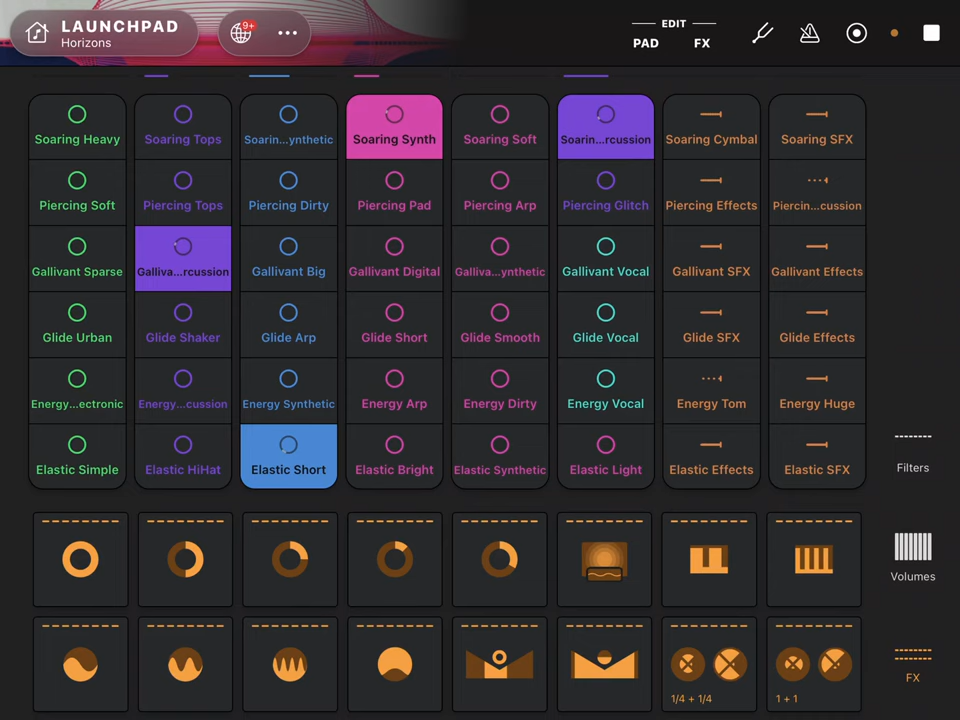 LAUNCHPAD
Horizons
9+
EDIT
PAD FX
Soaring Heavy Soaring Tops Soarin...ynthetic Soaring Synth Soaring Soft Soarin...rcussion Soaring Cymbal Soaring SFX
Piercing Soft Piercing Tops Piercing Dirty Piercing Pad Piercing Arp Piercing Glitch Piercing Effects Piercin...cussion
Gallivant Sparse Galliva...rcussion Gallivant Big Gallivant Digital Galliva...ynthetic Gallivant Vocal Gallivant SFX Gallivant Effects
Glide Urban Glide Shaker Glide Arp Glide Short Glide Smooth Glide Vocal Glide SFX Glide Effects
Energy...ectronic Energy...cussion Energy Synthetic Energy Arp Energy Dirty Energy Vocal Energy Tom Energy Huge
Elastic Simple Elastic HiHat Elastic Short Elastic Bright Elastic Synthetic Elastic Light Elastic Effects Elastic SFX
Filters
Volumes
FX
1/4 + 1/4 1 + 1